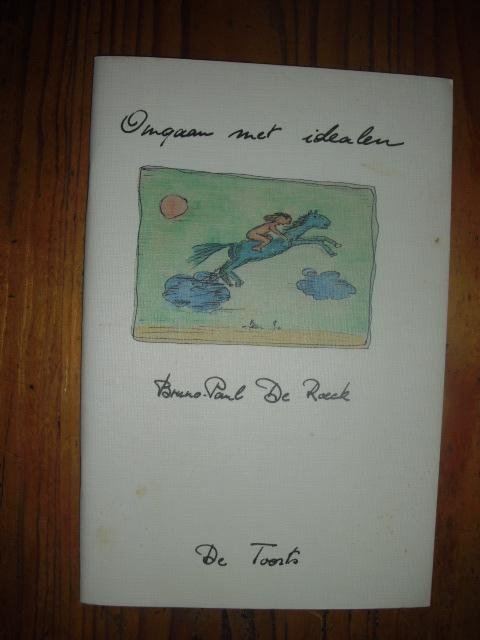 Omgaan met idealen
Bruno-Paul De Roeck
De Toorts